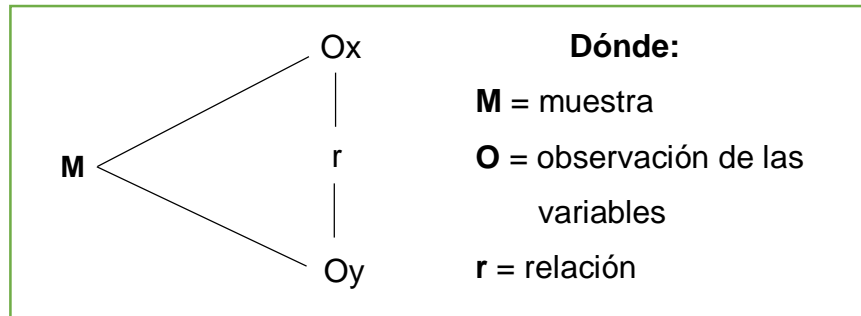 Ox
M
r
Oy
Dónde:
M = muestra
O = observación de las
variables
r = relación